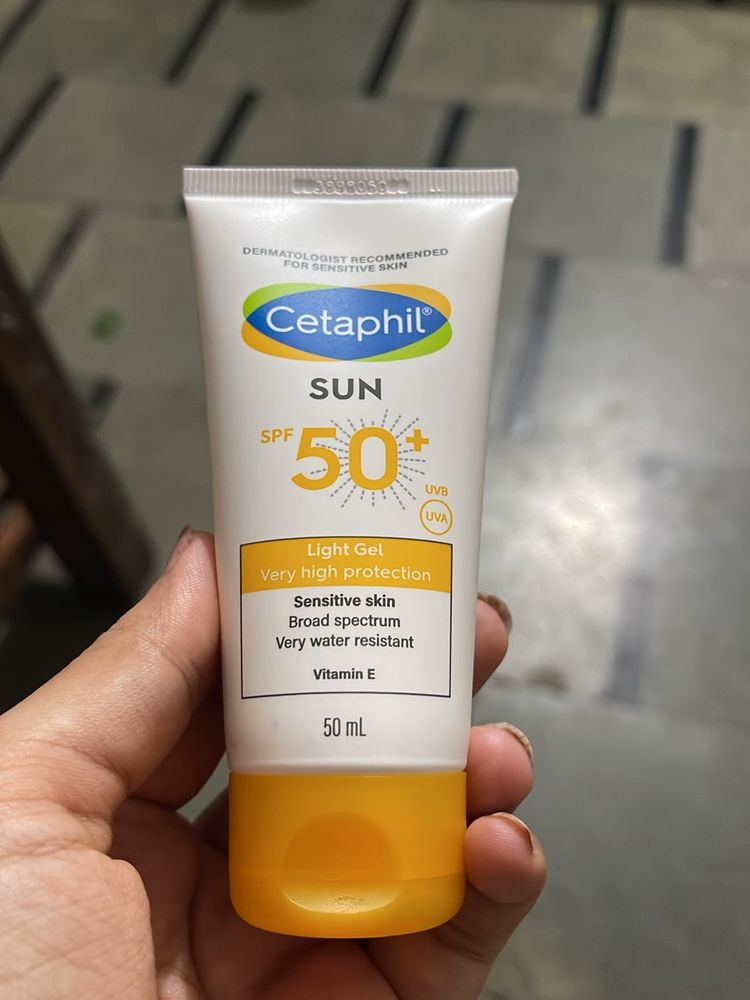 DERMATOLOGIST RECOMMENDED
FOR SENSITIVE SKIN
Cetaphil®
SUN
SPF 50+
UVB
UVA
Light Gel
Very high protection
Sensitive skin
Broad spectrum
Very water resistant
Vitamin E
50 mL